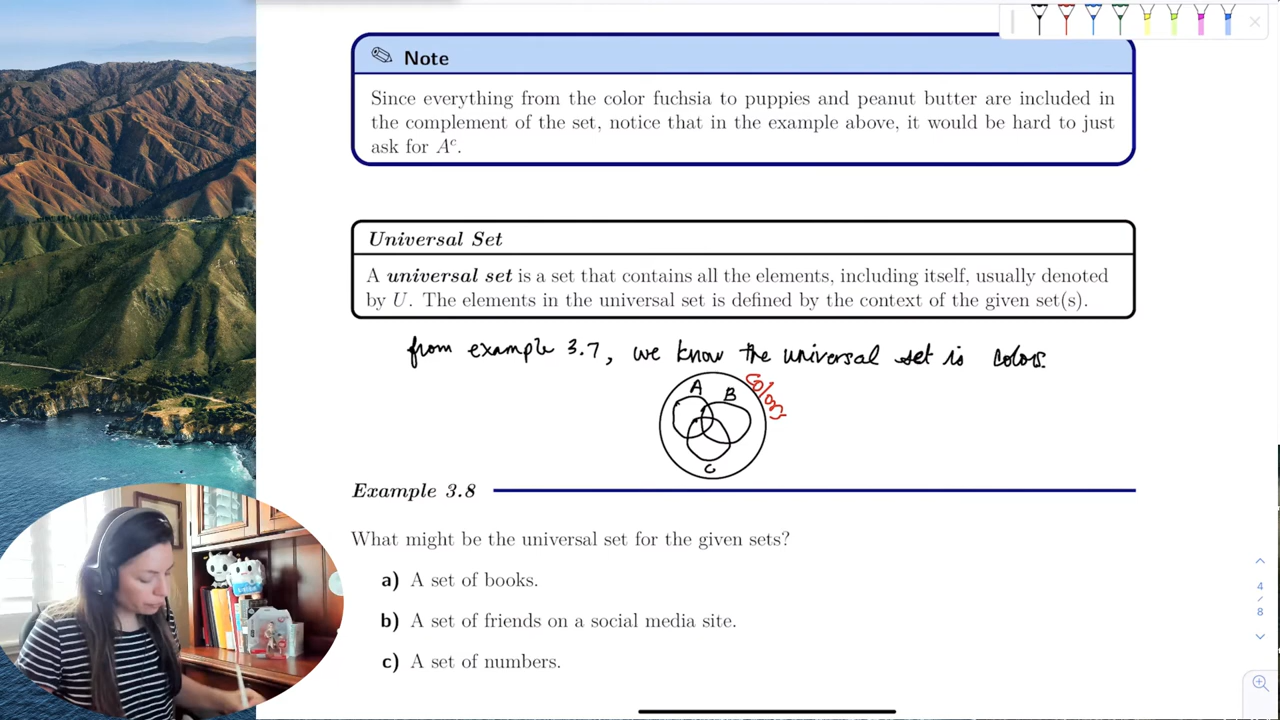 Note
Since everything from the color fuchsia to puppies and peanut butter are included in
the complement of the set, notice that in the example above, it would be hard to just
ask for Aᶜ.
Universal Set
A universal set is a set that contains all the elements, including itself, usually denoted
by U. The elements in the universal set is defined by the context of the given set(s).
from example 3.7, we know the universal set is colors.
A
B
C
Colors
Example 3.8
What might be the universal set for the given sets?
a) A set of books.
b) A set of friends on a social media site.
c) A set of numbers.
4
/
8